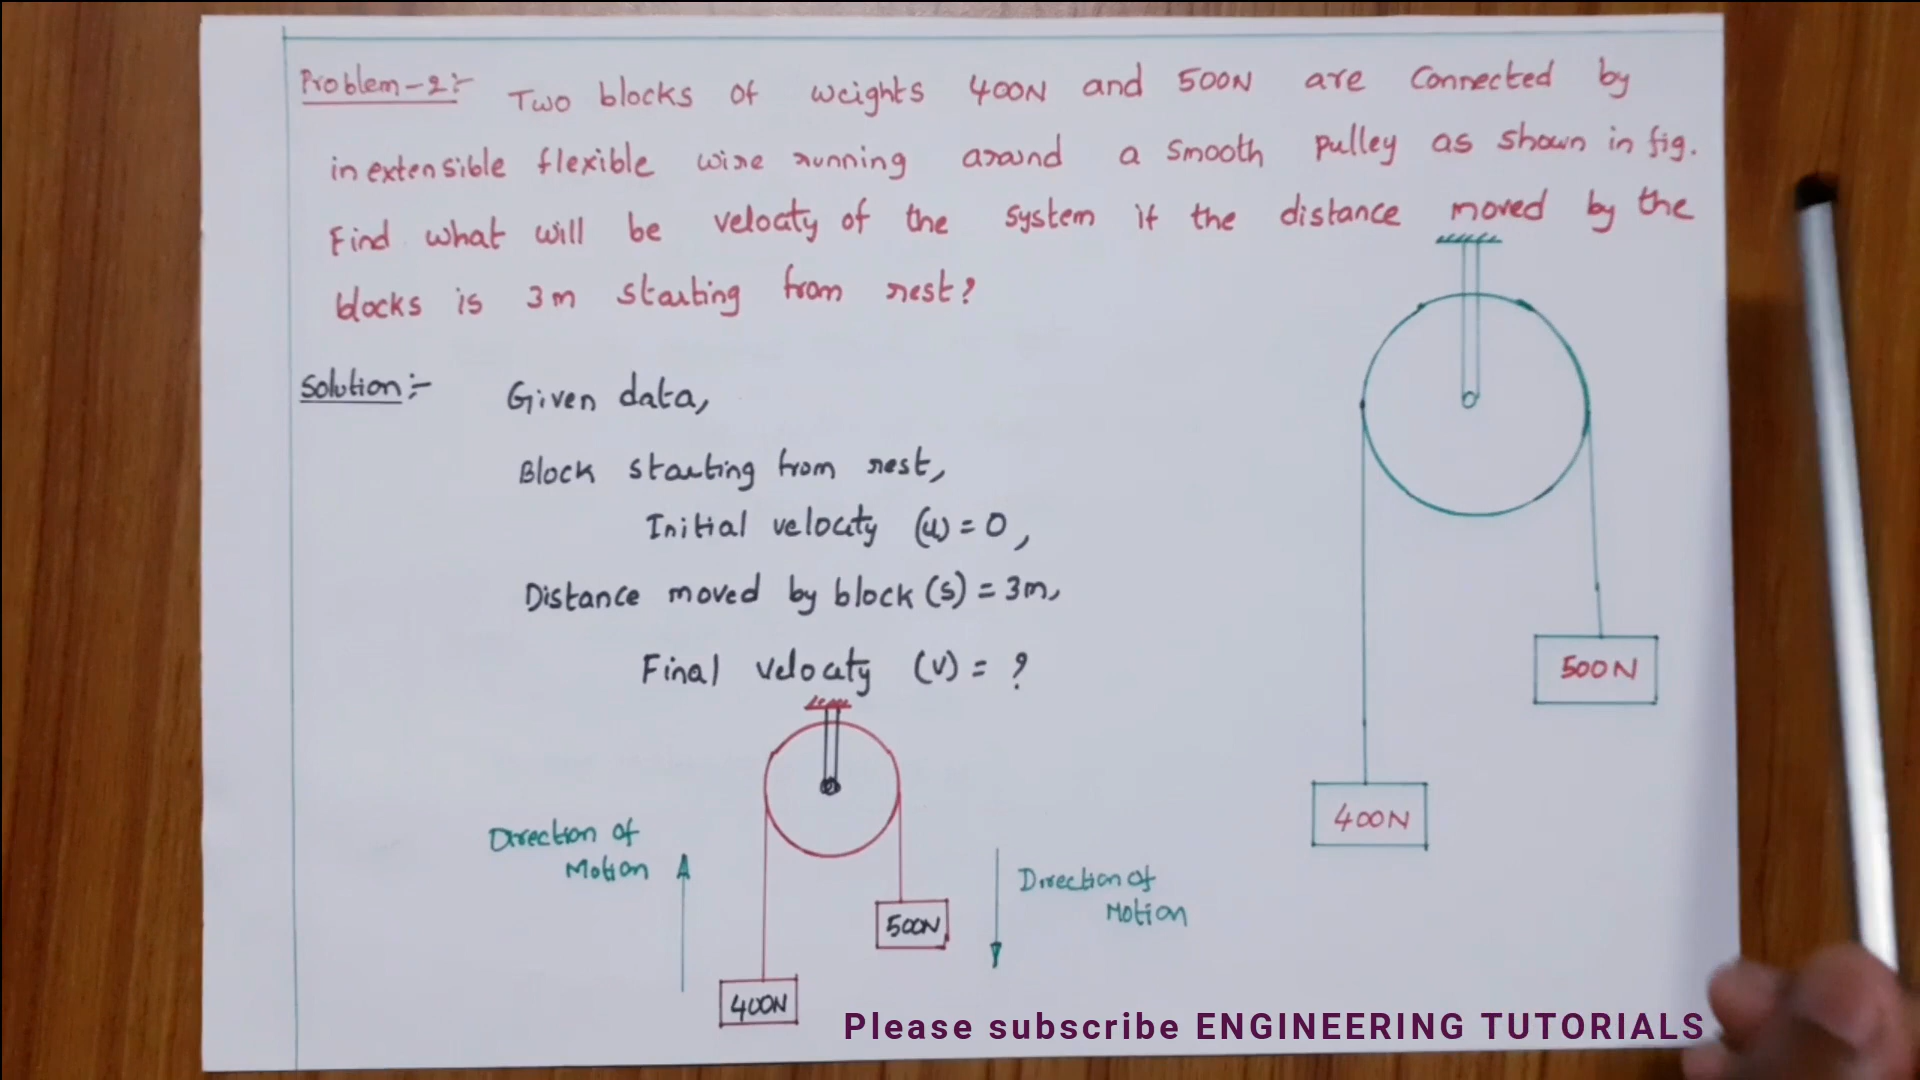 Problem-2:- Two blocks of weights 400N and 500N are connected by
inextensible flexible wire running around a smooth pulley as shown in fig.
Find what will be velocity of the system if the distance moved by the
blocks is 3m starting from rest?
Solution:- Given data,
Block starting from rest,
Initial velocity (u) = 0,
Distance moved by block (s) = 3m,
Final velocity (v) = ?
500N
400N
Direction of
Motion
Direction of
Motion
500N
400N
Please subscribe ENGINEERING TUTORIALS